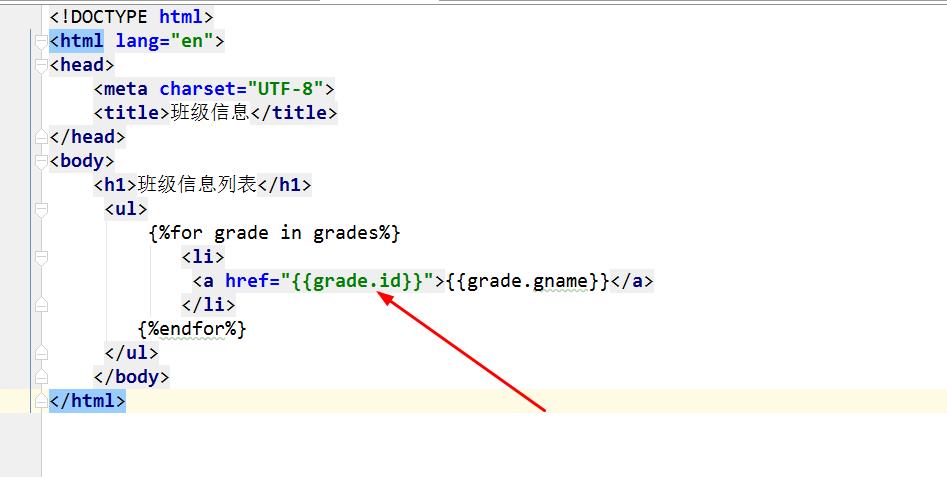 <!DOCTYPE html>
<html lang="en">
<head>
    <meta charset="UTF-8">
    <title>班级信息</title>
</head>
<body>
    <h1>班级信息列表</h1>
     <ul>
         {%for grade in grades%}
            <li>
             <a href="{{grade.id}}">{{grade.gname}}</a>
            </li>
        {%endfor%}
     </ul>
    </body>
</html>